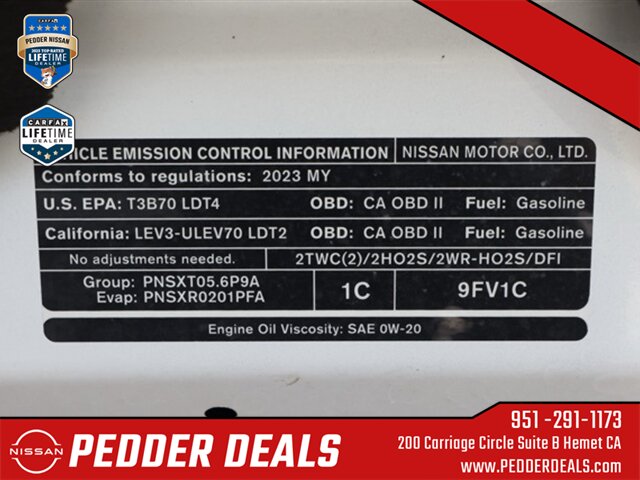 CARFAX
PEDDER NISSAN
2023 TOP-RATED
LIFETIME
DEALER
CARFAX
LIFETIME
DEALER
HICLE EMISSION CONTROL INFORMATION NISSAN MOTOR CO., LTD.
Conforms to regulations: 2023 MY
U.S. EPA: T3B70 LDT4 OBD: CA OBD II Fuel: Gasoline
California: LEV3-ULEV70 LDT2 OBD: CA OBD II Fuel: Gasoline
No adjustments needed. 2TWC(2)/2HO2S/2WR-HO2S/DFI
Group: PNSXT05.6P9A
Evap: PNSXR0201PFA
1C 9FV1C
Engine Oil Viscosity: SAE 0W-20
NISSAN
PEDDER DEALS
951 -291-1173
200 Carriage Circle Suite B Hemet CA
www.PEDDERDEALS.com